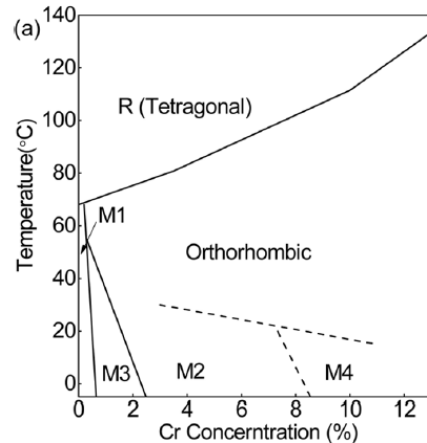 (a)
140
120
100
80
60
40
20
0
Temperature(°C)
R (Tetragonal)
M1
Orthorhombic
M3
M2
M4
0 2 4 6 8 10 12
Cr Concerntration (%)